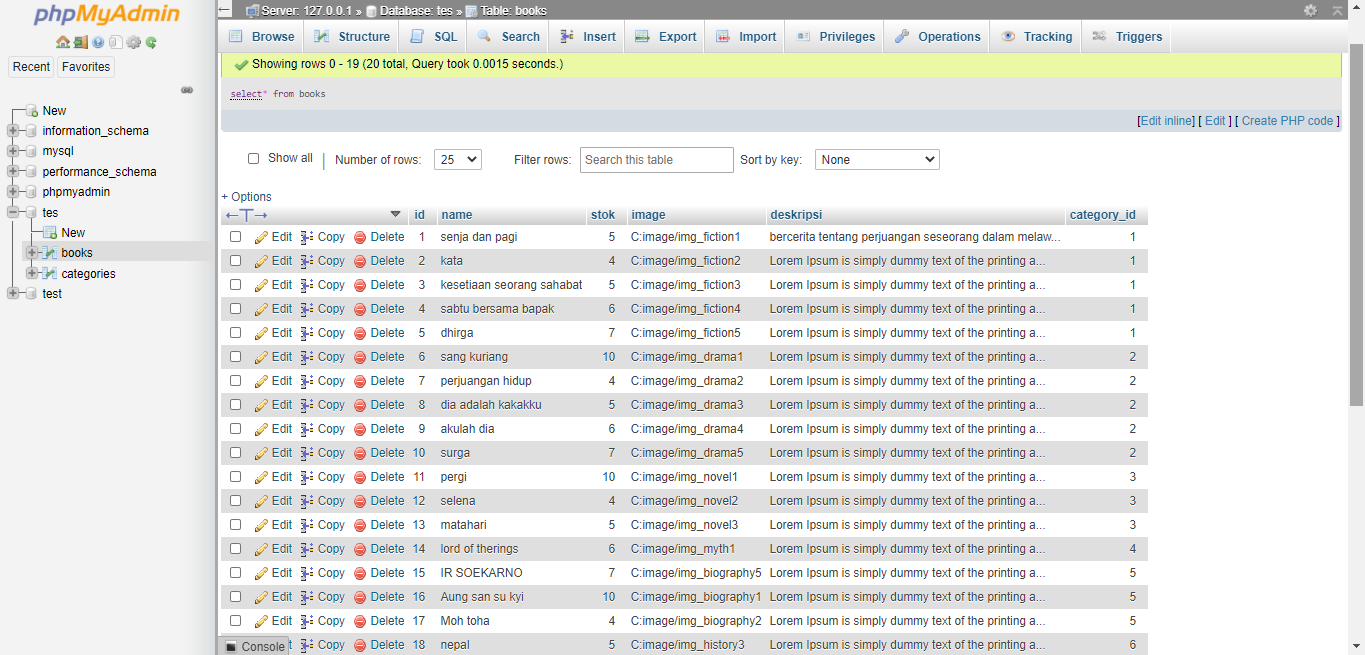 phpMyAdmin
Recent Favorites
New
information_schema
mysql
performance_schema
phpmyadmin
tes
New
books
categories
test
Server: 127.0.0.1 » Database: tes » Table: books
Browse Structure SQL Search Insert Export Import Privileges Operations Tracking Triggers
Showing rows 0 - 19 (20 total, Query took 0.0015 seconds.)
select* from books
[Edit inline] [ Edit ] [ Create PHP code ]
Show all Number of rows: 25 Filter rows: Search this table Sort by key: None
+ Options
←T→ id name stok image deskripsi category_id
Edit Copy Delete 1 senja dan pagi 5 C:image/img_fiction1 bercerita tentang perjuangan seseorang dalam melaw... 1
Edit Copy Delete 2 kata 4 C:image/img_fiction2 Lorem Ipsum is simply dummy text of the printing a... 1
Edit Copy Delete 3 kesetiaan seorang sahabat 5 C:image/img_fiction3 Lorem Ipsum is simply dummy text of the printing a... 1
Edit Copy Delete 4 sabtu bersama bapak 6 C:image/img_fiction4 Lorem Ipsum is simply dummy text of the printing a... 1
Edit Copy Delete 5 dhirga 7 C:image/img_fiction5 Lorem Ipsum is simply dummy text of the printing a... 1
Edit Copy Delete 6 sang kuriang 10 C:image/img_drama1 Lorem Ipsum is simply dummy text of the printing a... 2
Edit Copy Delete 7 perjuangan hidup 4 C:image/img_drama2 Lorem Ipsum is simply dummy text of the printing a... 2
Edit Copy Delete 8 dia adalah kakakku 5 C:image/img_drama3 Lorem Ipsum is simply dummy text of the printing a... 2
Edit Copy Delete 9 akulah dia 6 C:image/img_drama4 Lorem Ipsum is simply dummy text of the printing a... 2
Edit Copy Delete 10 surga 7 C:image/img_drama5 Lorem Ipsum is simply dummy text of the printing a... 2
Edit Copy Delete 11 pergi 10 C:image/img_novel1 Lorem Ipsum is simply dummy text of the printing a... 3
Edit Copy Delete 12 selena 4 C:image/img_novel2 Lorem Ipsum is simply dummy text of the printing a... 3
Edit Copy Delete 13 matahari 5 C:image/img_novel3 Lorem Ipsum is simply dummy text of the printing a... 3
Edit Copy Delete 14 lord of therings 6 C:image/img_myth1 Lorem Ipsum is simply dummy text of the printing a... 4
Edit Copy Delete 15 IR SOEKARNO 7 C:image/img_biography5 Lorem Ipsum is simply dummy text of the printing a... 5
Edit Copy Delete 16 Aung san su kyi 10 C:image/img_biography1 Lorem Ipsum is simply dummy text of the printing a... 5
Edit Copy Delete 17 Moh toha 4 C:image/img_biography2 Lorem Ipsum is simply dummy text of the printing a... 5
Console Copy Delete 18 nepal 5 C:image/img_history3 Lorem Ipsum is simply dummy text of the printing a... 6